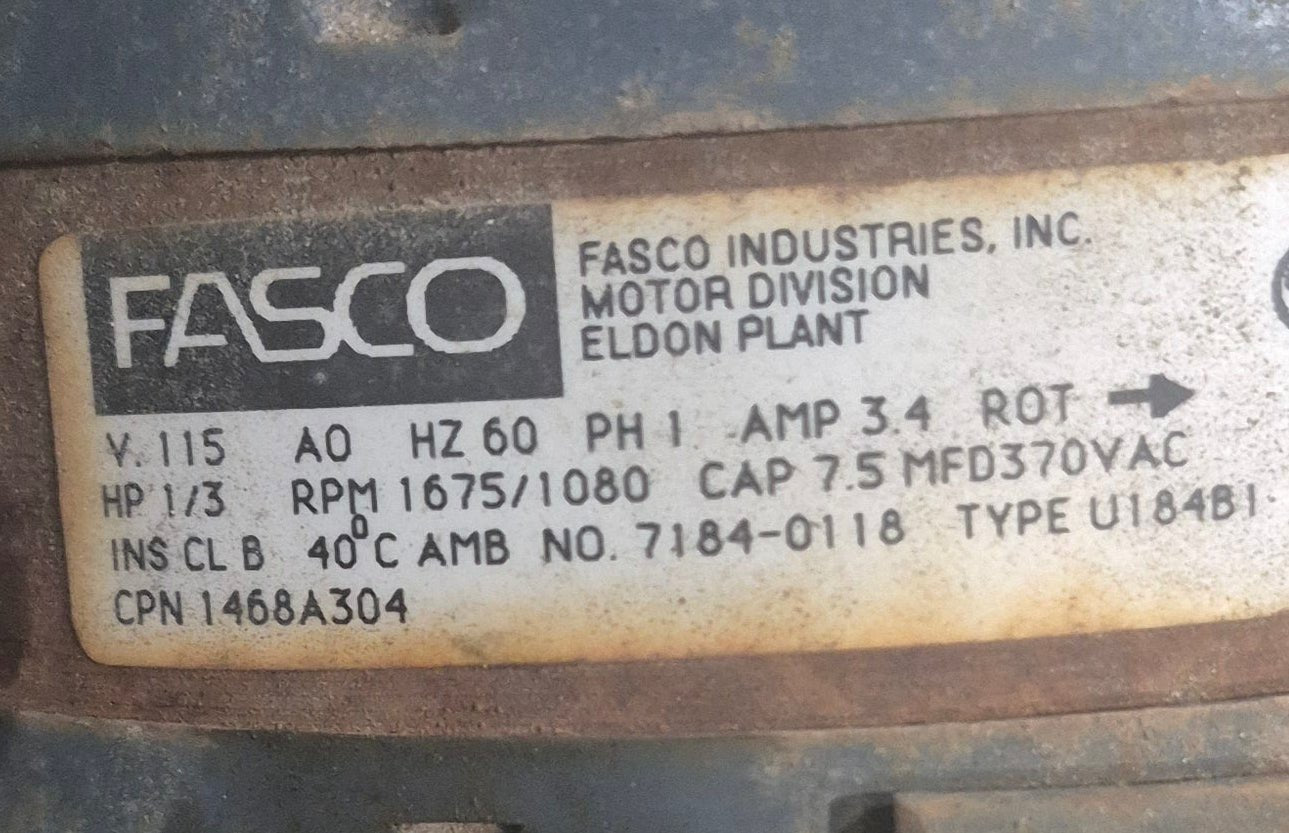 FASCO
FASCO INDUSTRIES, INC.
MOTOR DIVISION
ELDON PLANT
V. 115 AO HZ 60 PH 1 AMP 3.4 ROT →
HP 1/3 RPM 1675/1080 CAP 7.5 MFD370VAC
INS CL B 40°C AMB NO. 7184-0118 TYPE U184B1
CPN 1468A304